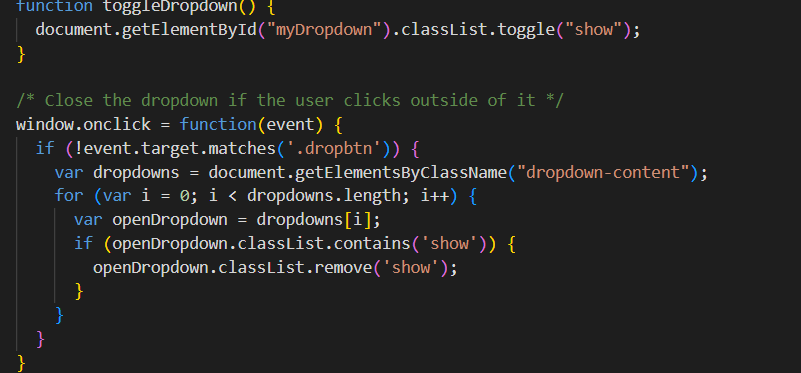 function toggleDropdown() {
  document.getElementById("myDropdown").classList.toggle("show");
}

/* Close the dropdown if the user clicks outside of it */
window.onclick = function(event) {
  if (!event.target.matches('.dropbtn')) {
    var dropdowns = document.getElementsByClassName("dropdown-content");
    for (var i = 0; i < dropdowns.length; i++) {
      var openDropdown = dropdowns[i];
      if (openDropdown.classList.contains('show')) {
        openDropdown.classList.remove('show');
      }
    }
  }
}